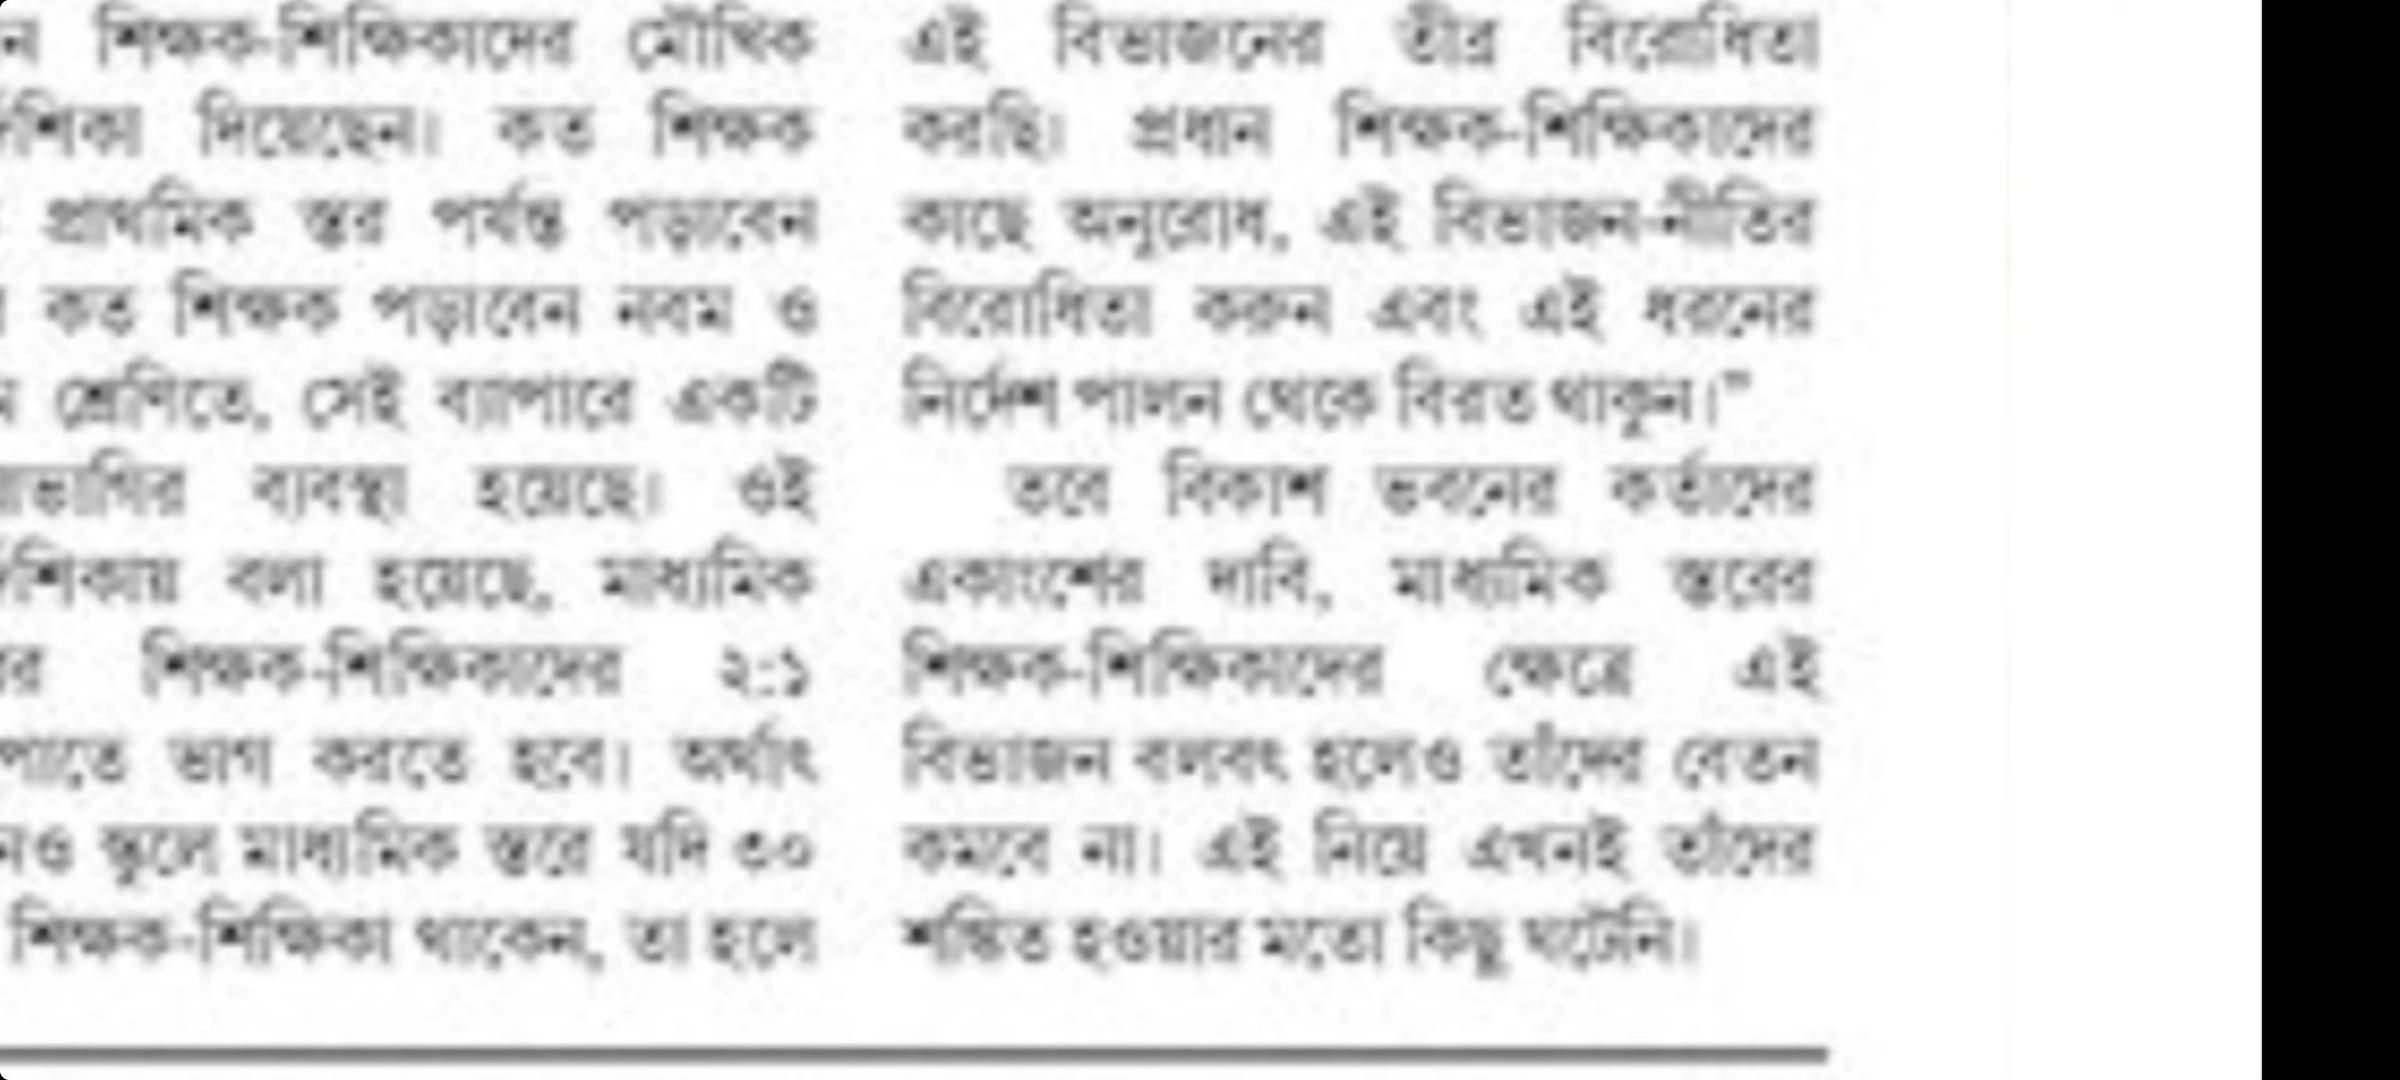 শিক্ষক-শিক্ষিকাদের মৌখিক
দিয়েছেন। কত শিক্ষক
প্রাথমিক স্তর পর্যন্ত পড়াবেন
কত শিক্ষক পড়াবেন নবম ও
শ্রেণিতে, সেই ব্যাপারে একটি
ব্যবস্থা হয়েছে। ওই
বলা হয়েছে, মাধ্যমিক
শিক্ষক-শিক্ষিকাদের ২:১
ভাগ করতে হবে। অর্থাৎ
স্কুলে মাধ্যমিক স্তরে যদি ৩০
শিক্ষক-শিক্ষিকা থাকেন, তা হলে
এই বিভাজনের তীব্র বিরোধিতা
করছি। প্রধান শিক্ষক-শিক্ষিকাদের
কাছে অনুরোধ, এই বিভাজন-নীতির
বিরোধিতা করুন এবং এই ধরনের
নির্দেশ পালন থেকে বিরত থাকুন।”
তবে বিকাশ ভবনের কর্তাদের
একাংশের দাবি, মাধ্যমিক স্তরের
শিক্ষক-শিক্ষিকাদের ক্ষেত্রে এই
বিভাজন বলবৎ হলেও তাঁদের বেতন
কমবে না। এই নিয়ে এখনই তাঁদের
শঙ্কিত হওয়ার মতো কিছু ঘটেনি।